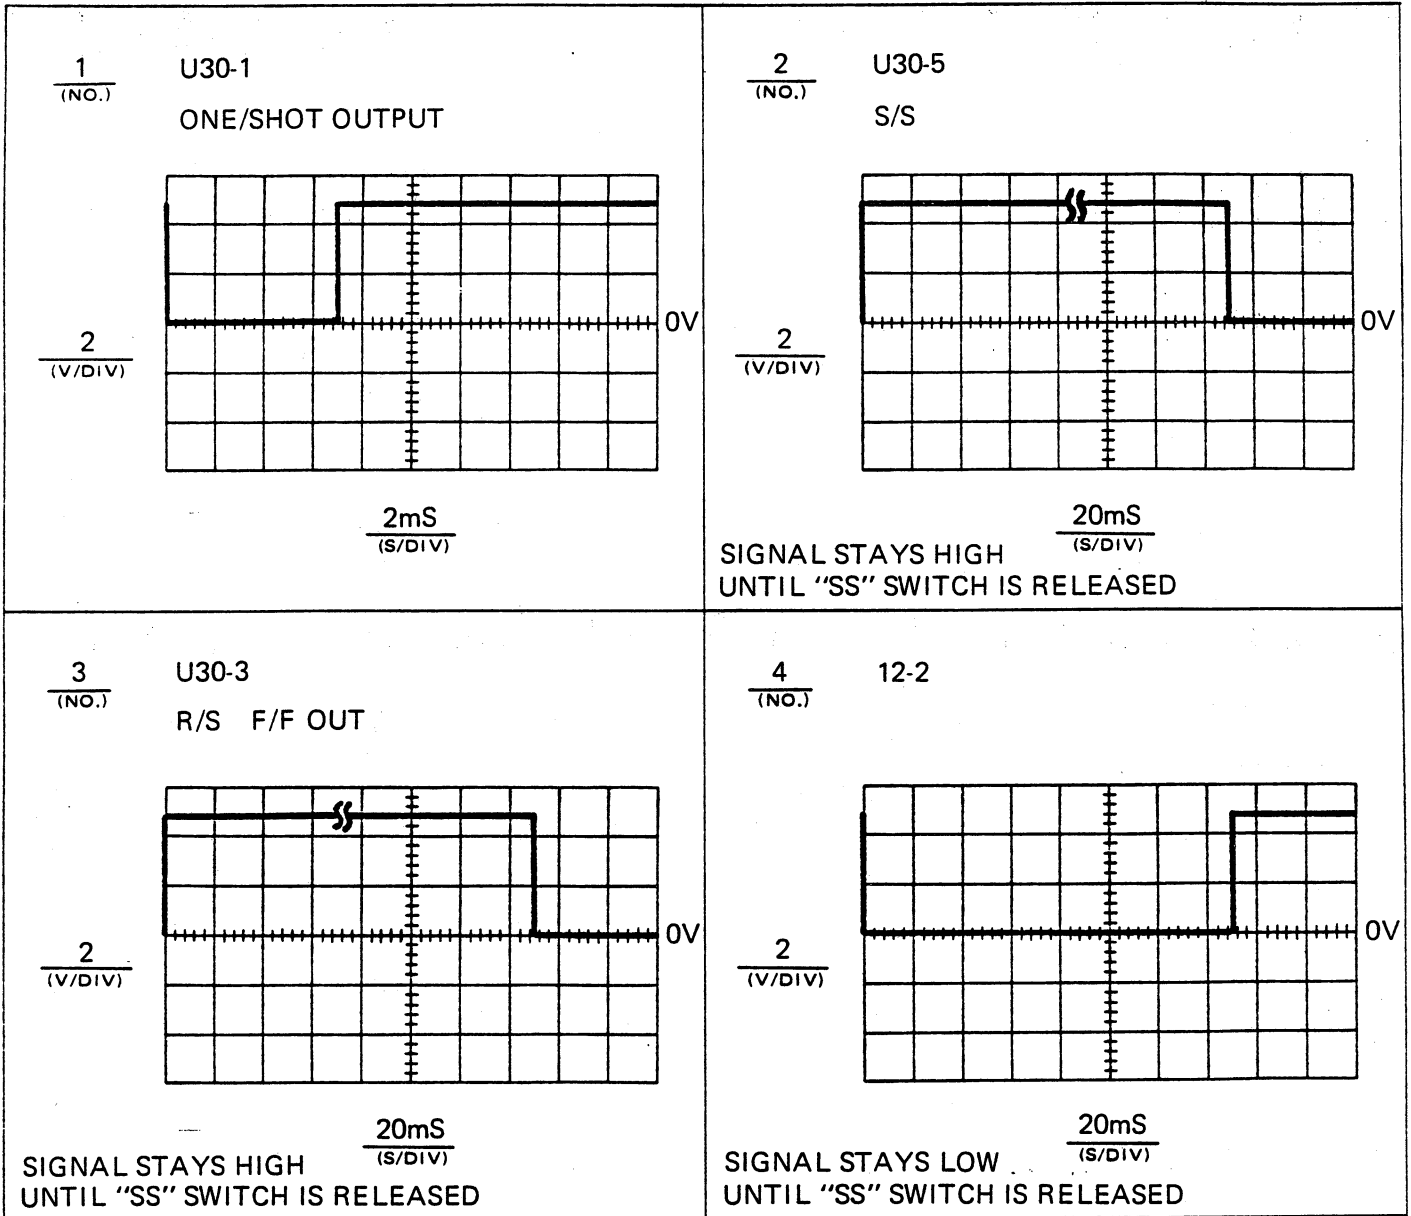 1
(NO.)
U30-1
ONE/SHOT OUTPUT
0V
2
(V/DIV)
2mS
(S/DIV)
2
(NO.)
U30-5
S/S
0V
2
(V/DIV)
20mS
(S/DIV)
SIGNAL STAYS HIGH
UNTIL "SS" SWITCH IS RELEASED
3
(NO.)
U30-3
R/S F/F OUT
0V
2
(V/DIV)
20mS
(S/DIV)
SIGNAL STAYS HIGH
UNTIL "SS" SWITCH IS RELEASED
4
(NO.)
12-2
0V
2
(V/DIV)
20mS
(S/DIV)
SIGNAL STAYS LOW
UNTIL "SS" SWITCH IS RELEASED